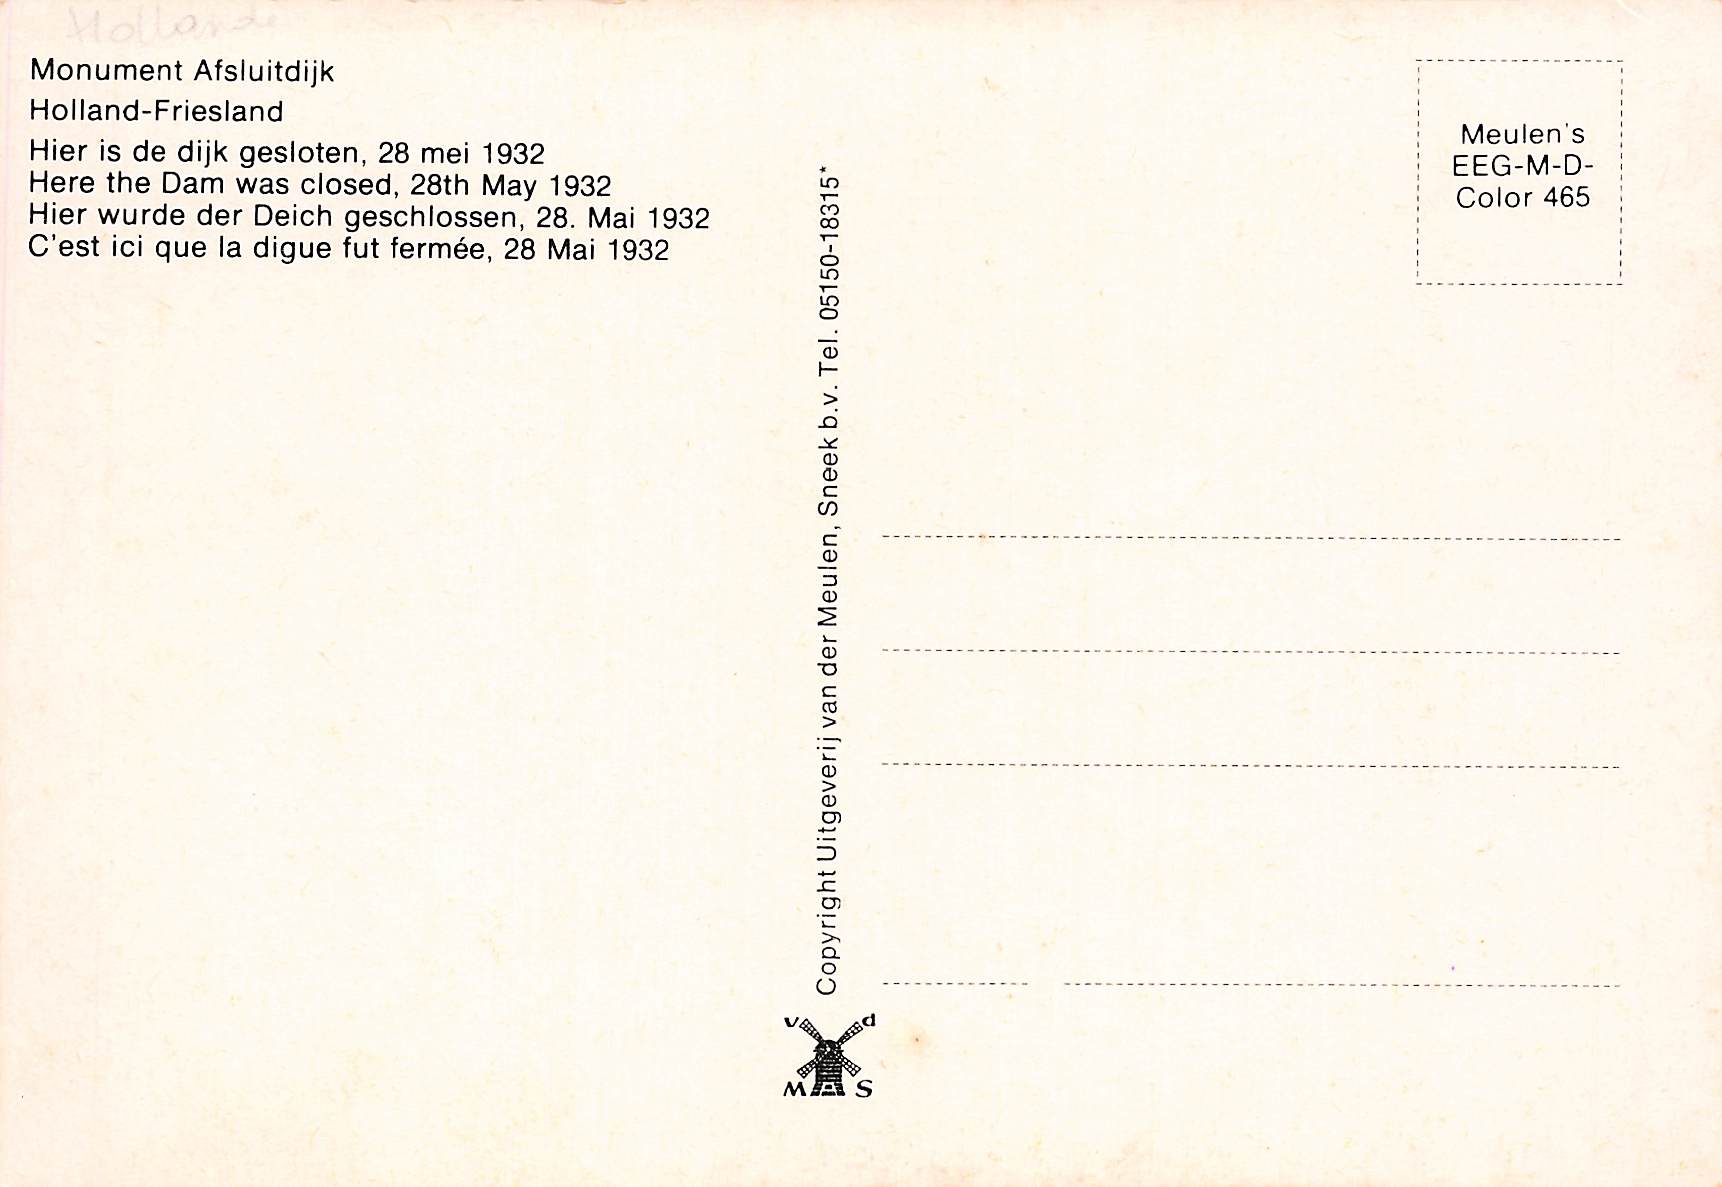 Hollande
Monument Afsluitdijk
Holland-Friesland
Hier is de dijk gesloten, 28 mei 1932
Here the Dam was closed, 28th May 1932
Hier wurde der Deich geschlossen, 28. Mai 1932
C'est ici que la digue fut fermée, 28 Mai 1932
Copyright Uitgeverij van der Meulen, Sneek b.v. Tel. 05150-18315*
v d
M S
Meulen's
EEG-M-D-
Color 465